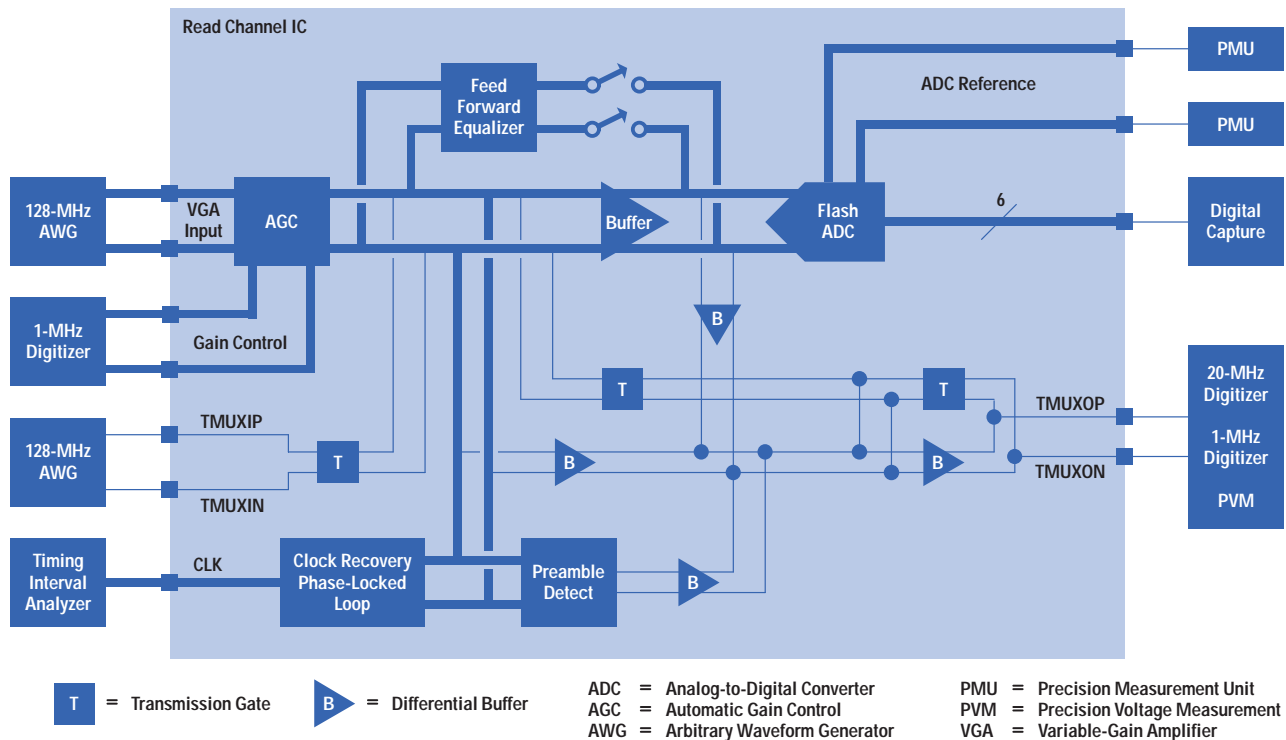 Read Channel IC
PMU
Feed
Forward
Equalizer
ADC Reference
PMU
128-MHz
AWG
VGA
Input
AGC
Buffer
Flash
ADC
6
Digital
Capture
1-MHz
Digitizer
Gain Control
B
T
T
20-MHz
Digitizer
1-MHz
Digitizer
PVM
TMUXOP
TMUXON
128-MHz
AWG
TMUXIP
TMUXIN
T
B
B
Timing
Interval
Analyzer
CLK
Clock Recovery
Phase-Locked
Loop
Preamble
Detect
B
T = Transmission Gate
B = Differential Buffer
ADC = Analog-to-Digital Converter
AGC = Automatic Gain Control
AWG = Arbitrary Waveform Generator
PMU = Precision Measurement Unit
PVM = Precision Voltage Measurement
VGA = Variable-Gain Amplifier